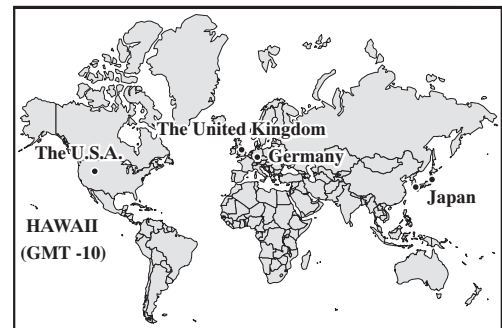 The United Kingdom
The U.S.A.
Germany
Japan
HAWAII
(GMT -10)